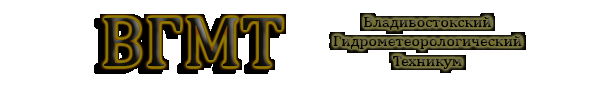 ВГМТ
Владивостокский
Гидрометеорологический
Техникум